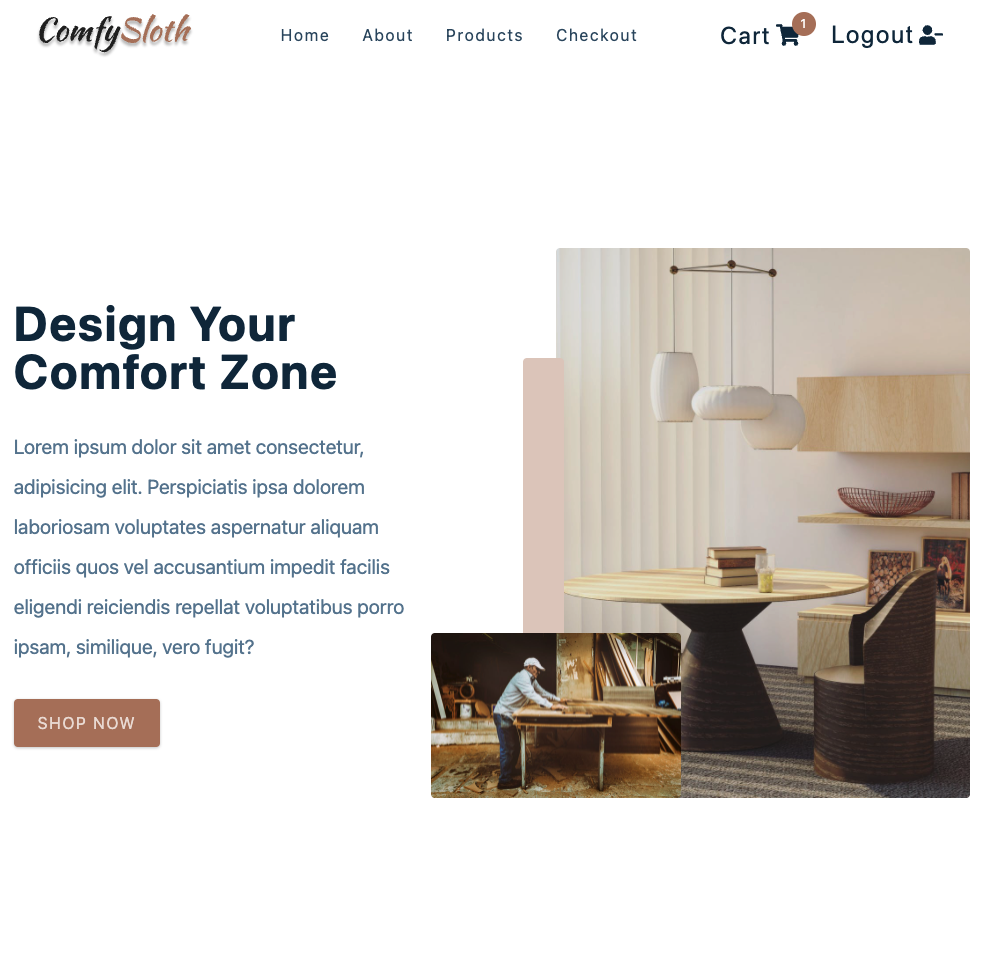 ComfySloth
Home About Products Checkout
Cart 1 Logout
Design Your
Comfort Zone
Lorem ipsum dolor sit amet consectetur,
adipisicing elit. Perspiciatis ipsa dolorem
laboriosam voluptates aspernatur aliquam
officiis quos vel accusantium impedit facilis
eligendi reiciendis repellat voluptatibus porro
ipsam, similique, vero fugit?
SHOP NOW